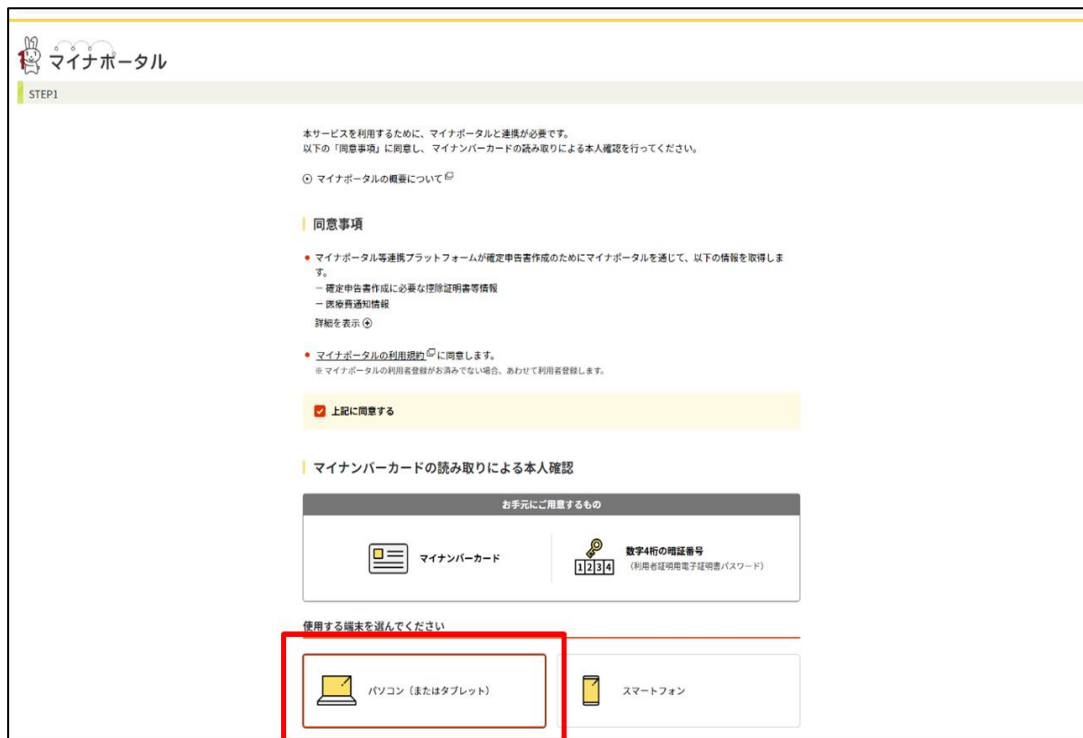 マイナポータル
STEP1
本サービスを利用するために、マイナポータルと連携が必要です。
以下の「同意事項」に同意し、マイナンバーカードの読み取りによる本人確認を行ってください。
マイナポータルの概要について
同意事項
マイナポータル等連携プラットフォームが確定申告書作成のためにマイナポータルを通じて、以下の情報を取得しま
す。
－ 確定申告書作成に必要な控除証明書等情報
－ 医療費通知情報
詳細を表示
マイナポータルの利用規約に同意します。
※ マイナポータルの利用者登録がお済みでない場合、あわせて利用者登録します。
上記に同意する
マイナンバーカードの読み取りによる本人確認
お手元にご用意するもの
マイナンバーカード
1234
数字4桁の暗証番号
（利用者証明用電子証明書パスワード）
使用する端末を選んでください
パソコン（またはタブレット）
スマートフォン